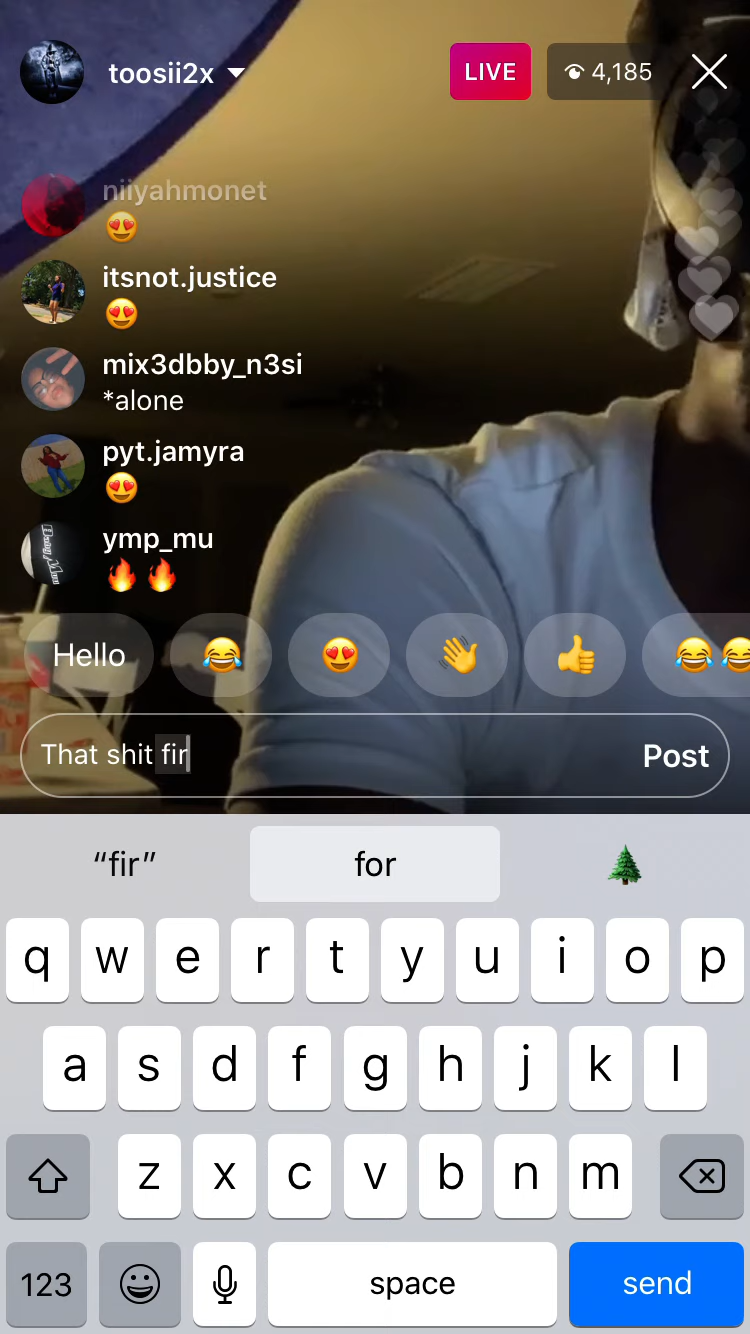 toosii2x
LIVE
4,185
niiyahmonet
😍
itsnot.justice
😍
mix3dbby_n3si
*alone
pyt.jamyra
😍
ymp_mu
🔥 🔥
Hello 😂 😍 👋 👍 😂😂
That shit fir
Post
“fir” for 🌲
q w e r t y u i o p
a s d f g h j k l
z x c v b n m
123 space send